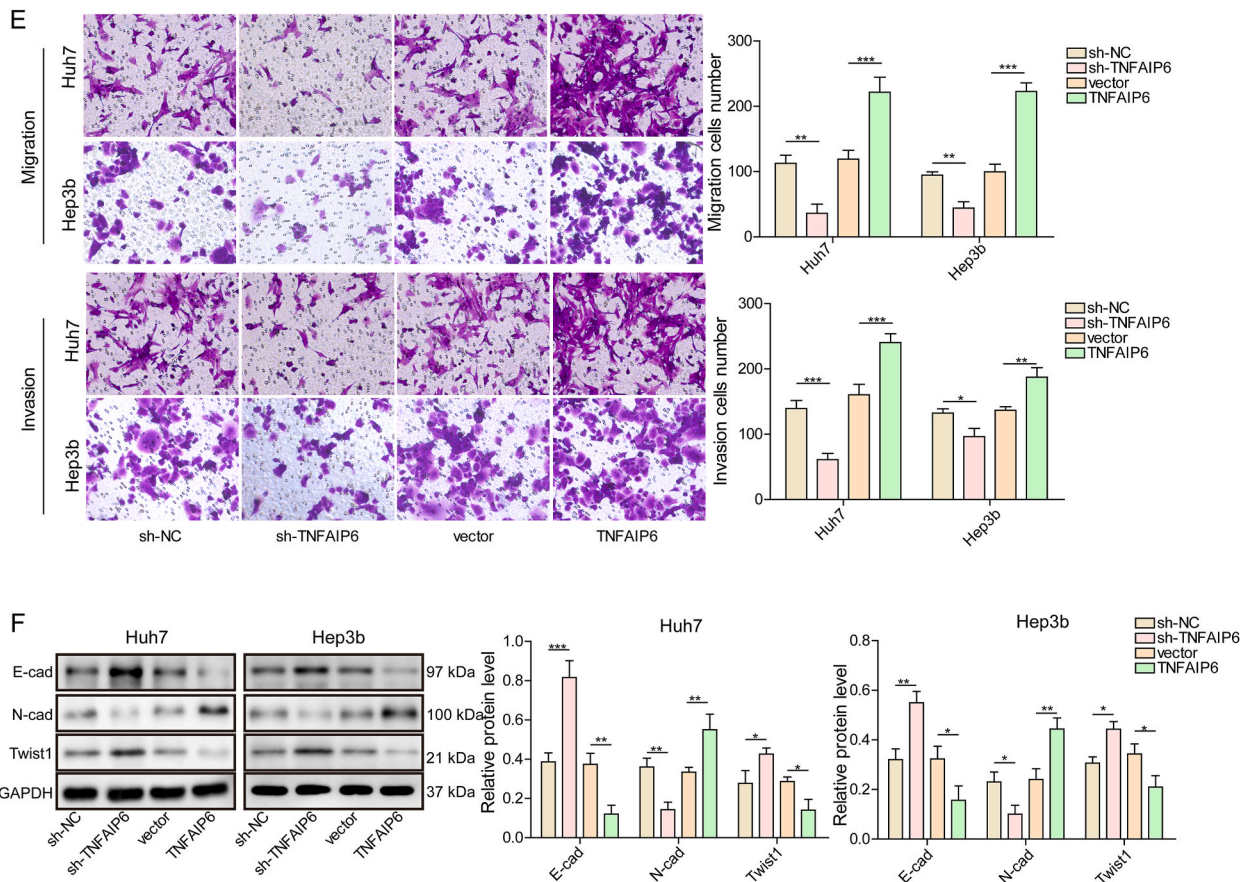 E
Migration
Huh7
Hep3b
Invasion
Huh7
Hep3b
sh-NC
sh-TNFAIP6
vector
TNFAIP6
Migration cells number
300
200
100
0
**
***
**
***
Huh7
Hep3b
sh-NC
sh-TNFAIP6
vector
TNFAIP6
Invasion cells number
300
200
100
0
***
***
*
**
Huh7
Hep3b
sh-NC
sh-TNFAIP6
vector
TNFAIP6
F
Huh7
Hep3b
E-cad
97 kDa
N-cad
100 kDa
Twist1
21 kDa
GAPDH
37 kDa
sh-NC
sh-TNFAIP6
vector
TNFAIP6
sh-NC
sh-TNFAIP6
vector
TNFAIP6
Huh7
Relative protein level
1.0
0.8
0.6
0.4
0.2
0.0
***
**
**
**
*
*
E-cad
N-cad
Twist1
Hep3b
Relative protein level
0.8
0.6
0.4
0.2
0.0
**
*
*
**
*
*
E-cad
N-cad
Twist1
sh-NC
sh-TNFAIP6
vector
TNFAIP6